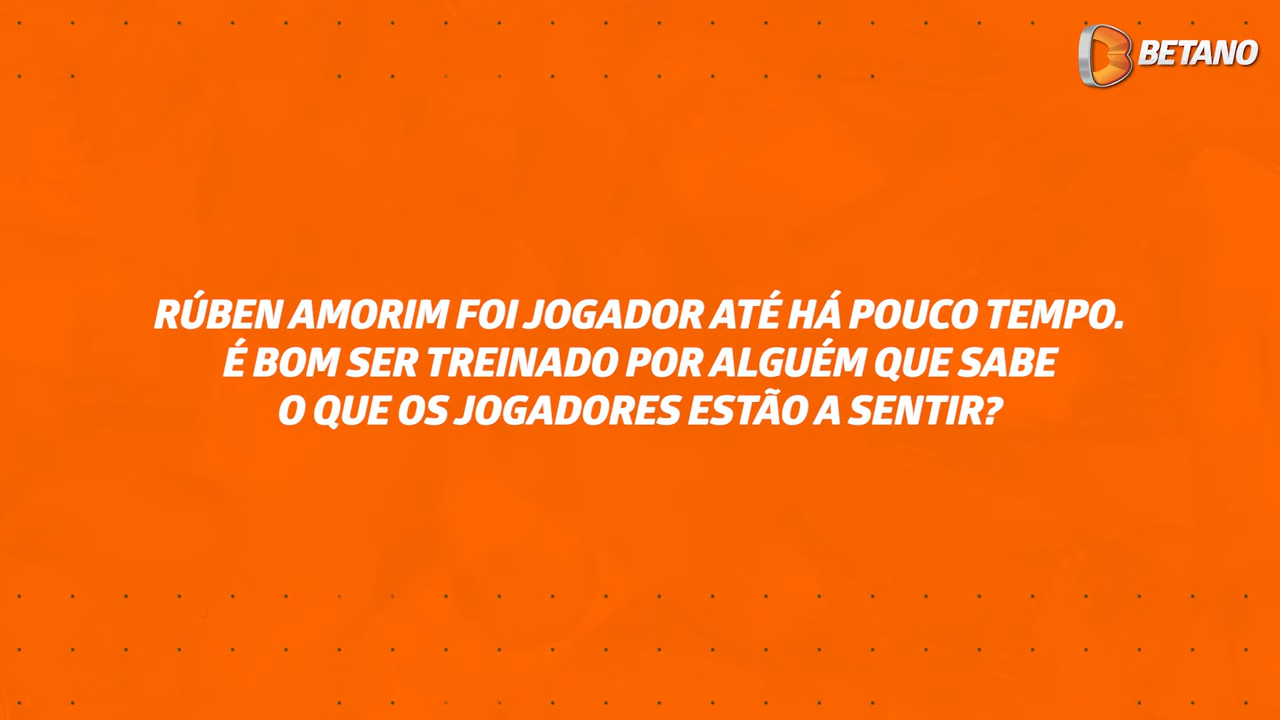 BETANO
RÚBEN AMORIM FOI JOGADOR ATÉ HÁ POUCO TEMPO.
É BOM SER TREINADO POR ALGUÉM QUE SABE
O QUE OS JOGADORES ESTÃO A SENTIR?